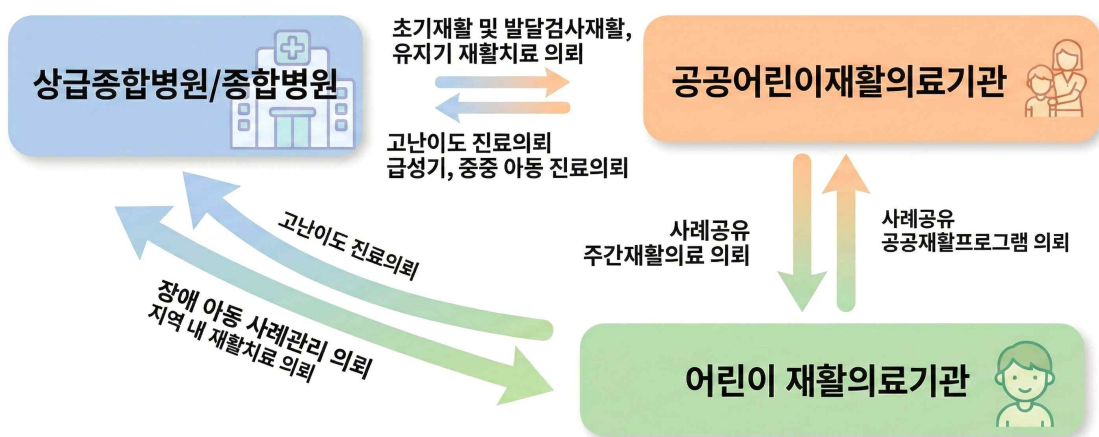 초기재활 및 발달검사재활,
유지기 재활치료 의뢰
상급종합병원/종합병원
공공어린이재활의료기관
고난이도 진료의뢰
급성기, 중중 아동 진료의뢰
사례공유
주간재활의료 의뢰
사례공유
공공재활프로그램 의뢰
고난이도 진료의뢰
장애 아동 사례관리 의뢰
지역 내 재활치료 의뢰
어린이 재활의료기관